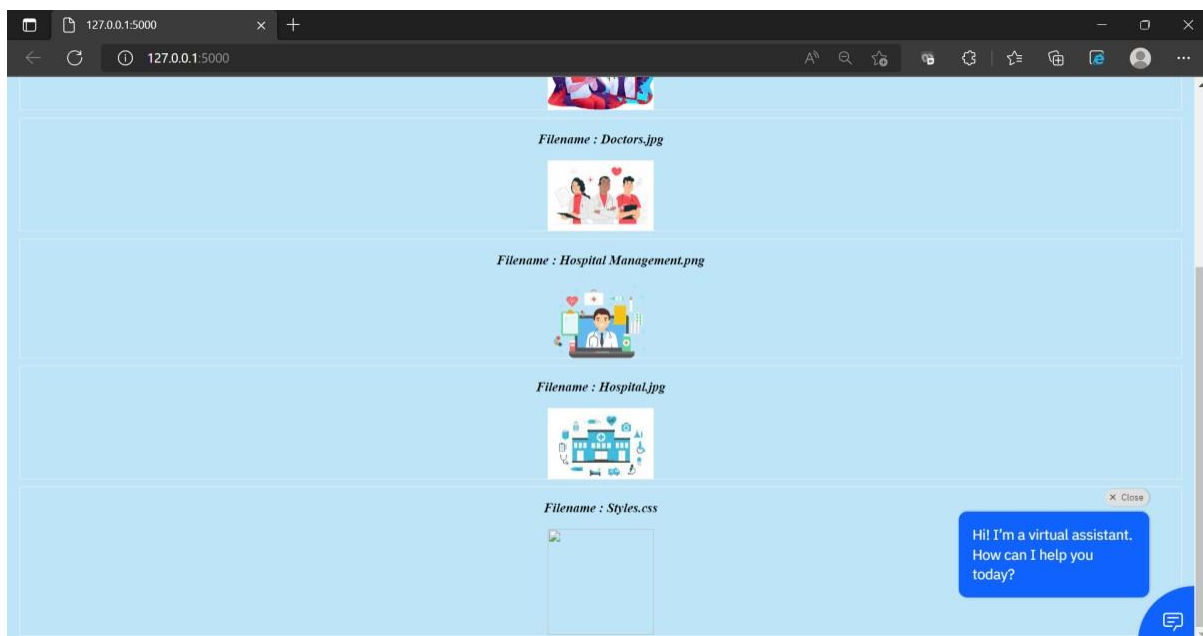 127.0.0.1:5000
127.0.0.1:5000
Filename : Doctors.jpg
Filename : Hospital Management.png
Filename : Hospital.jpg
Filename : Styles.css
Close
Hi! I'm a virtual assistant.
How can I help you
today?